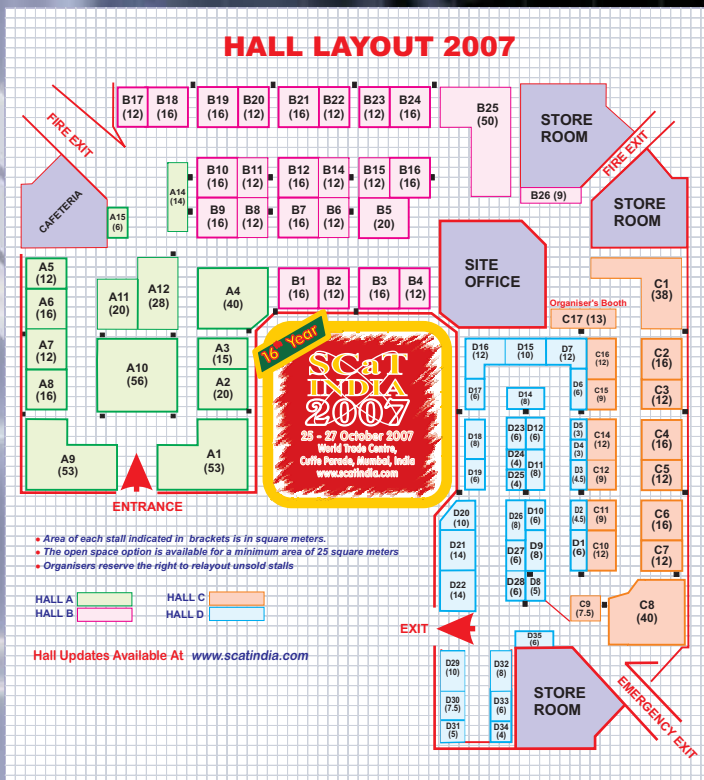 HALL LAYOUT 2007
B17
(12)
B18
(16)
B19
(16)
B20
(12)
B21
(16)
B22
(12)
B23
(12)
B24
(16)
B25
(50)
STORE
ROOM
FIRE EXIT
FIRE EXIT
CAFETERIA
A15
(6)
A14
(14)
B10
(16)
B11
(12)
B12
(16)
B14
(12)
B15
(12)
B16
(16)
B9
(16)
B8
(12)
B7
(16)
B6
(12)
B5
(20)
B26 (9)
STORE
ROOM
A5
(12)
A6
(16)
A7
(12)
A8
(16)
A11
(20)
A12
(28)
A4
(40)
B1
(16)
B2
(12)
B3
(16)
B4
(12)
SITE
OFFICE
Organiser's Booth
C17 (13)
C1
(38)
A10
(56)
A3
(15)
A2
(20)
A9
(53)
A1
(53)
ENTRANCE
16th Year
SCaT
INDIA
2007
25 - 27 October 2007
World Trade Centre,
Cuffe Parade, Mumbai, India
www.scatindia.com
D16
(12)
D15
(10)
D7
(12)
C16
(12)
C2
(16)
D17
(6)
D14
(8)
D6
(6)
C15
(9)
C3
(12)
D18
(8)
D23
(6)
D12
(6)
D5
(3)
D4
(3)
C14
(12)
C4
(16)
D19
(6)
D24
(4)
D25
(4)
D11
(8)
D3
(4.5)
C12
(9)
C5
(12)
D20
(10)
D26
(8)
D10
(6)
D2
(4.5)
C11
(9)
C6
(16)
D21
(14)
D27
(6)
D9
(8)
D1
(6)
C10
(12)
C7
(12)
D22
(14)
D28
(6)
D8
(5)
C9
(7.5)
C8
(40)
• Area of each stall indicated in brackets is in square meters.
• The open space option is available for a minimum area of 25 square meters
• Organisers reserve the right to relayout unsold stalls
HALL A
HALL B
HALL C
HALL D
EXIT
Hall Updates Available At www.scatindia.com
D35
(6)
D29
(10)
D30
(7.5)
D31
(5)
D32
(8)
D33
(6)
D34
(4)
STORE
ROOM
EMERGENCY EXIT